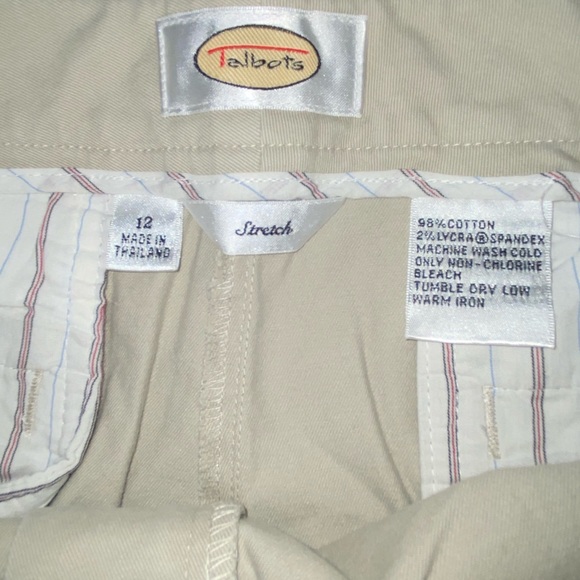 Talbots
12
MADE IN
THAILAND
Stretch
98% COTTON
2% LYCRA® SPANDEX
MACHINE WASH COLD
ONLY NON-CHLORINE
BLEACH
TUMBLE DRY LOW
WARM IRON